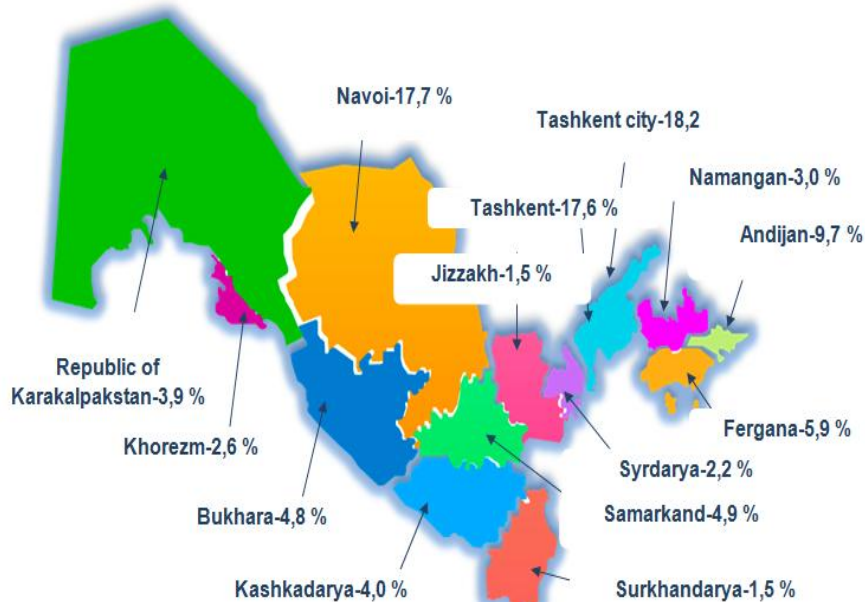 Navoi-17,7 %
Tashkent city-18,2
Namangan-3,0 %
Tashkent-17,6 %
Andijan-9,7 %
Jizzakh-1,5 %
Republic of
Karakalpakstan-3,9 %
Khorezm-2,6 %
Fergana-5,9 %
Syrdarya-2,2 %
Bukhara-4,8 %
Samarkand-4,9 %
Kashkadarya-4,0 %
Surkhandarya-1,5 %